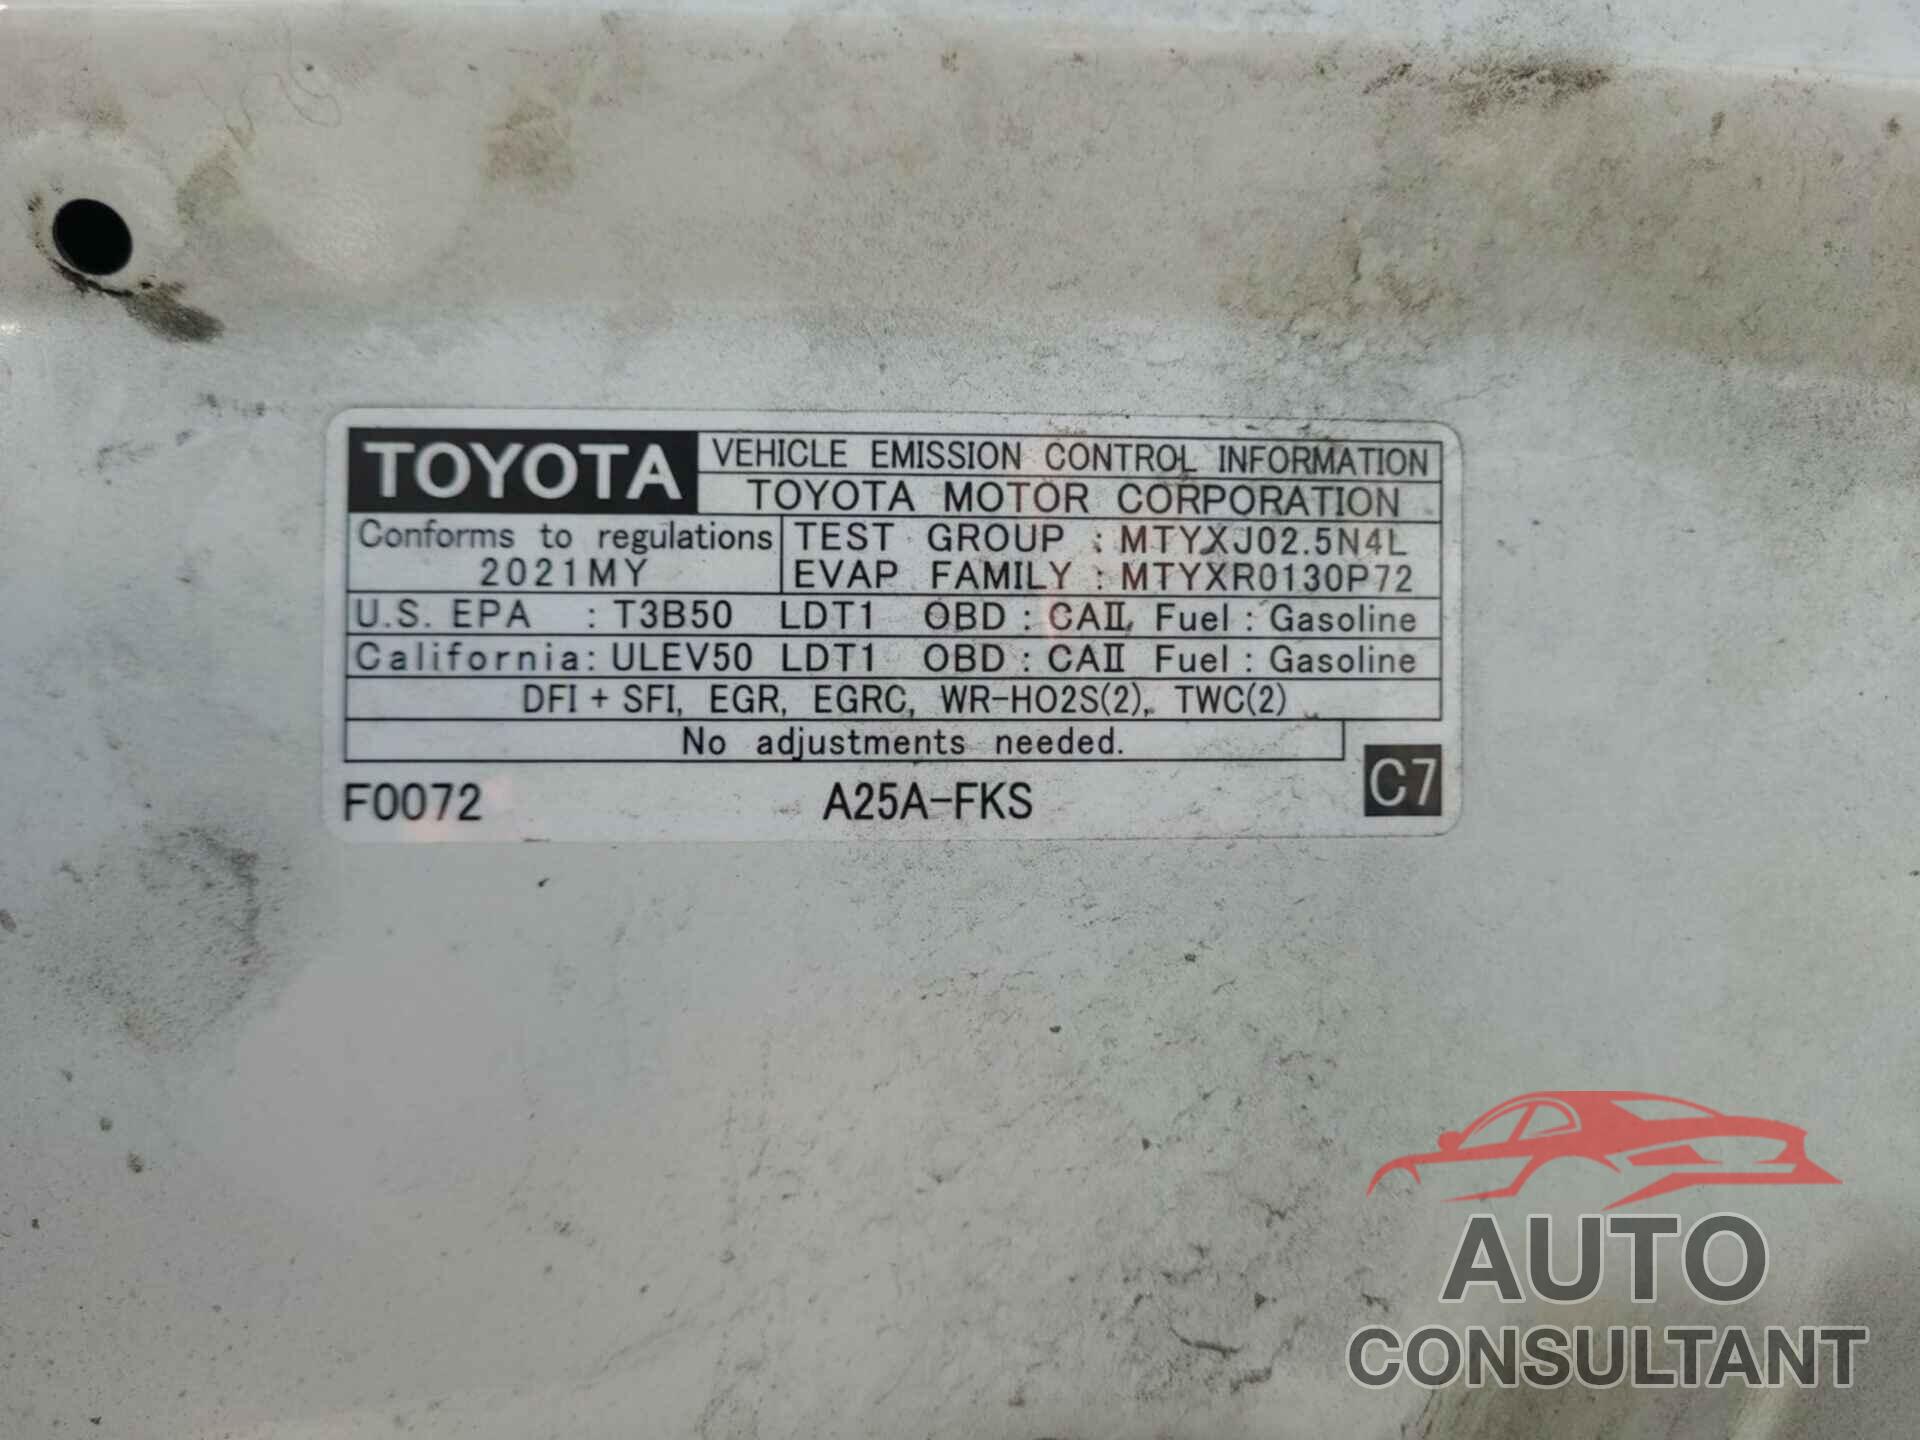 TOYOTA VEHICLE EMISSION CONTROL INFORMATION
TOYOTA MOTOR CORPORATION
Conforms to regulations TEST GROUP : MTYXJ02.5N4L
2021MY EVAP FAMILY : MTYXR0130P72
U.S. EPA : T3B50 LDT1 OBD : CAⅡ, Fuel : Gasoline
California : ULEV50 LDT1 OBD : CAⅡ Fuel : Gasoline
DFI + SFI, EGR, EGRC, WR-HO2S(2), TWC(2)
No adjustments needed.
F0072 A25A-FKS C7
AUTO
CONSULTANT